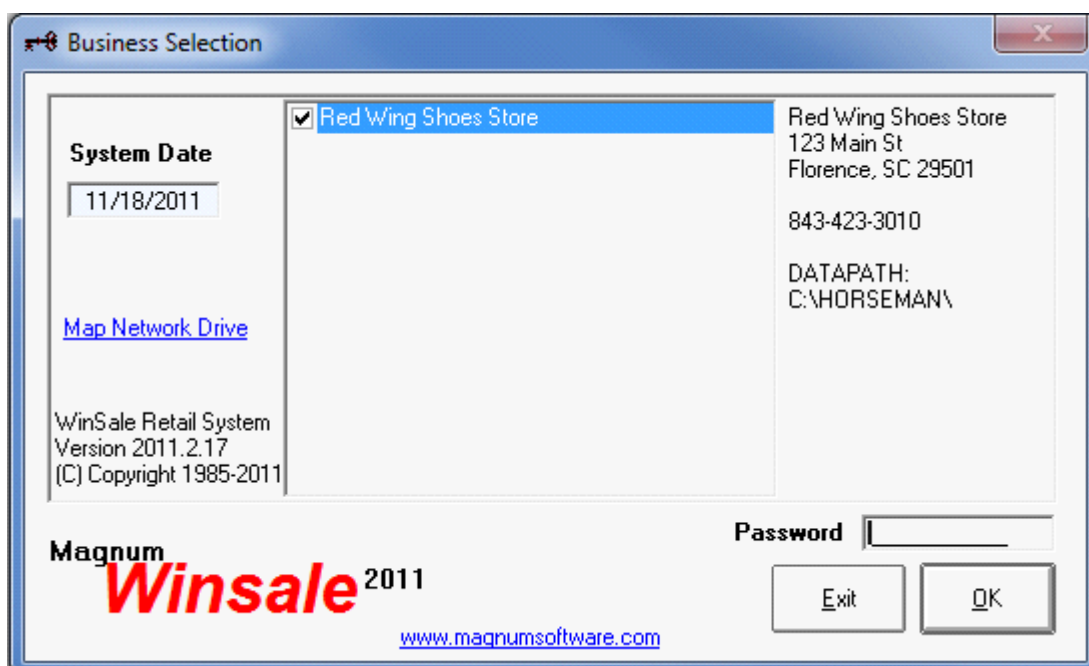 Business Selection
System Date
11/18/2011
Map Network Drive
WinSale Retail System
Version 2011.2.17
(C) Copyright 1985-2011
Red Wing Shoes Store
Red Wing Shoes Store
123 Main St
Florence, SC 29501
843-423-3010
DATAPATH:
C:\HORSEMAN\
Password
Magnum
Winsale 2011
www.magnumsoftware.com
Exit
OK